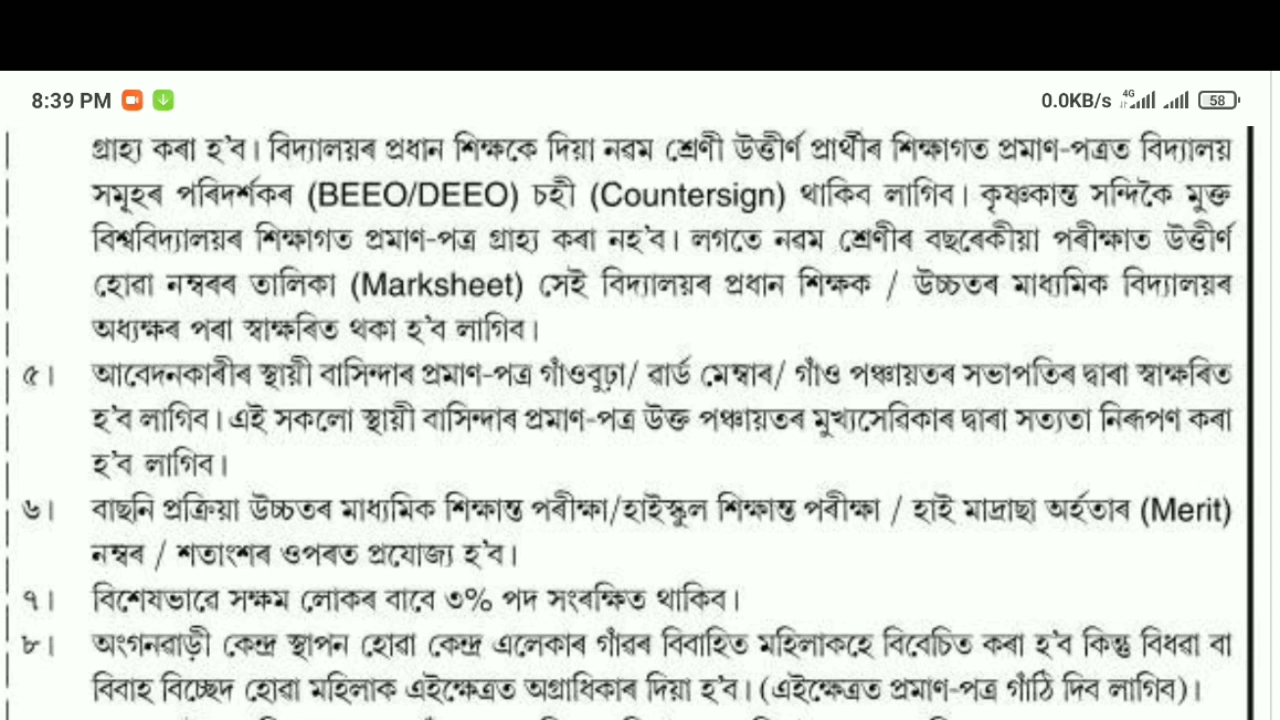 8:39 PM
0.0KB/s 4G 58
গ্ৰাহ্য কৰা হ'ব। বিদ্যালয়ৰ প্ৰধান শিক্ষকে দিয়া নৱম শ্ৰেণী উত্তীৰ্ণ প্ৰাৰ্থীৰ শিক্ষাগত প্ৰমাণ-পত্ৰত বিদ্যালয়
সমূহৰ পৰিদৰ্শকৰ (BEEO/DEEO) চহী (Countersign) থাকিব লাগিব। কৃষ্ণকান্ত সন্দিকৈ মুক্ত
বিশ্ববিদ্যালয়ৰ শিক্ষাগত প্ৰমাণ-পত্ৰ গ্ৰাহ্য কৰা নহ'ব। লগতে নৱম শ্ৰেণীৰ বছৰেকীয়া পৰীক্ষাত উত্তীৰ্ণ
হোৱা নম্বৰৰ তালিকা (Marksheet) সেই বিদ্যালয়ৰ প্ৰধান শিক্ষক / উচ্চতৰ মাধ্যমিক বিদ্যালয়ৰ
অধ্যক্ষৰ পৰা স্বাক্ষৰিত থকা হ'ব লাগিব।
৫। আবেদনকাৰীৰ স্থায়ী বাসিন্দাৰ প্ৰমাণ-পত্ৰ গাঁওবুঢ়া/ ৱাৰ্ড মেম্বাৰ/ গাঁও পঞ্চায়তৰ সভাপতিৰ দ্বাৰা স্বাক্ষৰিত
হ'ব লাগিব। এই সকলো স্থায়ী বাসিন্দাৰ প্ৰমাণ-পত্ৰ উক্ত পঞ্চায়তৰ মুখ্যসেৱিকাৰ দ্বাৰা সত্যতা নিৰূপণ কৰা
হ'ব লাগিব।
৬। বাছনি প্ৰক্ৰিয়া উচ্চতৰ মাধ্যমিক শিক্ষান্ত পৰীক্ষা/হাইস্কুল শিক্ষান্ত পৰীক্ষা / হাই মাদ্ৰাছা অৰ্হতাৰ (Merit)
নম্বৰ / শতাংশৰ ওপৰত প্ৰযোজ্য হ'ব।
৭। বিশেষভাৱে সক্ষম লোকৰ বাবে ৩% পদ সংৰক্ষিত থাকিব।
৮। অংগনৱাড়ী কেন্দ্ৰ স্থাপন হোৱা কেন্দ্ৰ এলেকাৰ গাঁৱৰ বিবাহিত মহিলাকহে বিবেচিত কৰা হ'ব কিন্তু বিধৱা বা
বিবাহ বিচ্ছেদ হোৱা মহিলাক এইক্ষেত্ৰত অগ্ৰাধিকাৰ দিয়া হ'ব। (এইক্ষেত্ৰত প্ৰমাণ-পত্ৰ গাঁঠি দিব লাগিব)।